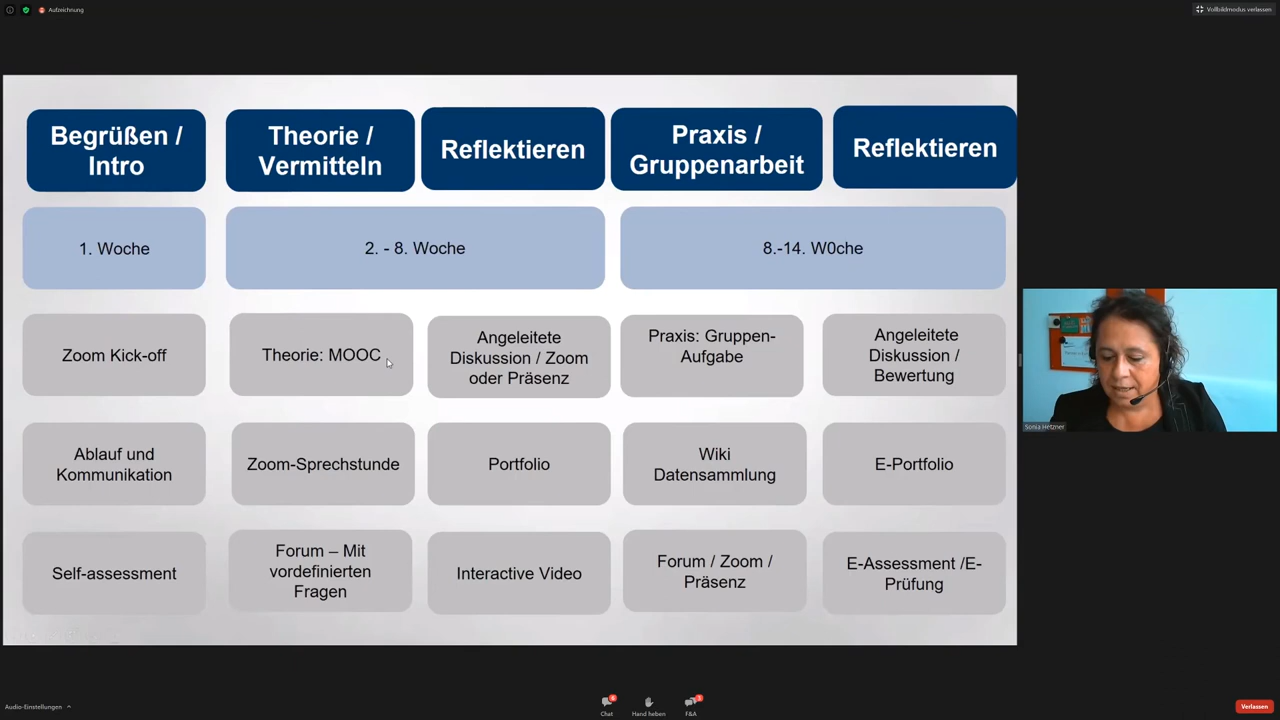 Aufzeichnung
Vollbildmodus verlassen
Begrüßen /
Intro
Theorie /
Vermitteln
Reflektieren
Praxis /
Gruppenarbeit
Reflektieren
1. Woche
2. - 8. Woche
8.-14. W0che
Zoom Kick-off
Theorie: MOOC
Angeleitete
Diskussion / Zoom
oder Präsenz
Praxis: Gruppen-
Aufgabe
Angeleitete
Diskussion /
Bewertung
Ablauf und
Kommunikation
Zoom-Sprechstunde
Portfolio
Wiki
Datensammlung
E-Portfolio
Self-assessment
Forum – Mit
vordefinierten
Fragen
Interactive Video
Forum / Zoom /
Präsenz
E-Assessment /E-
Prüfung
Sonia Hetzner
Audio-Einstellungen
Chat
Hand heben
F&A
Verlassen